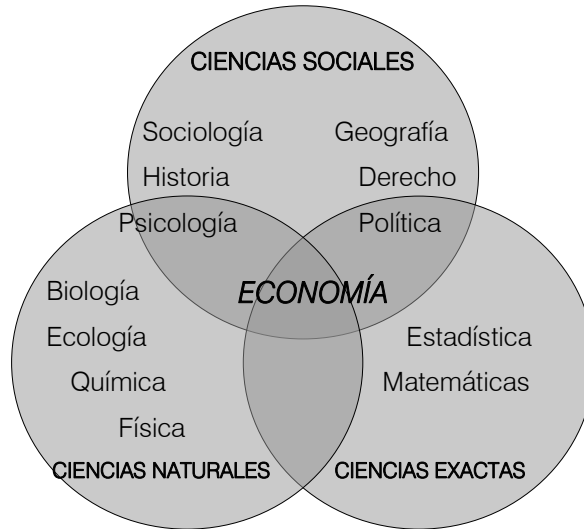 CIENCIAS SOCIALES
Sociología
Geografía
Historia
Derecho
Psicología
Política
Biología
ECONOMÍA
Ecología
Estadística
Química
Matemáticas
Física
CIENCIAS NATURALES
CIENCIAS EXACTAS